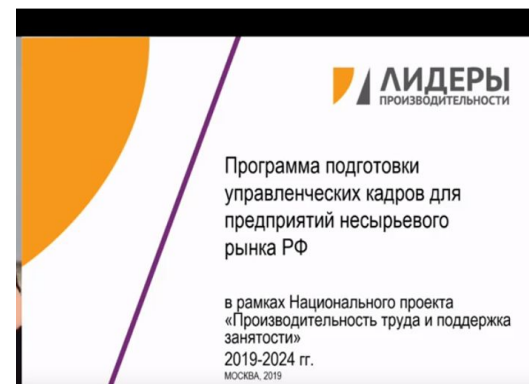 ЛИДЕРЫ
ПРОИЗВОДИТЕЛЬНОСТИ
Программа подготовки
управленческих кадров для
предприятий несырьевого
рынка РФ
в рамках Национального проекта
«Производительность труда и поддержка
занятости»
2019-2024 гг.
МОСКВА, 2019